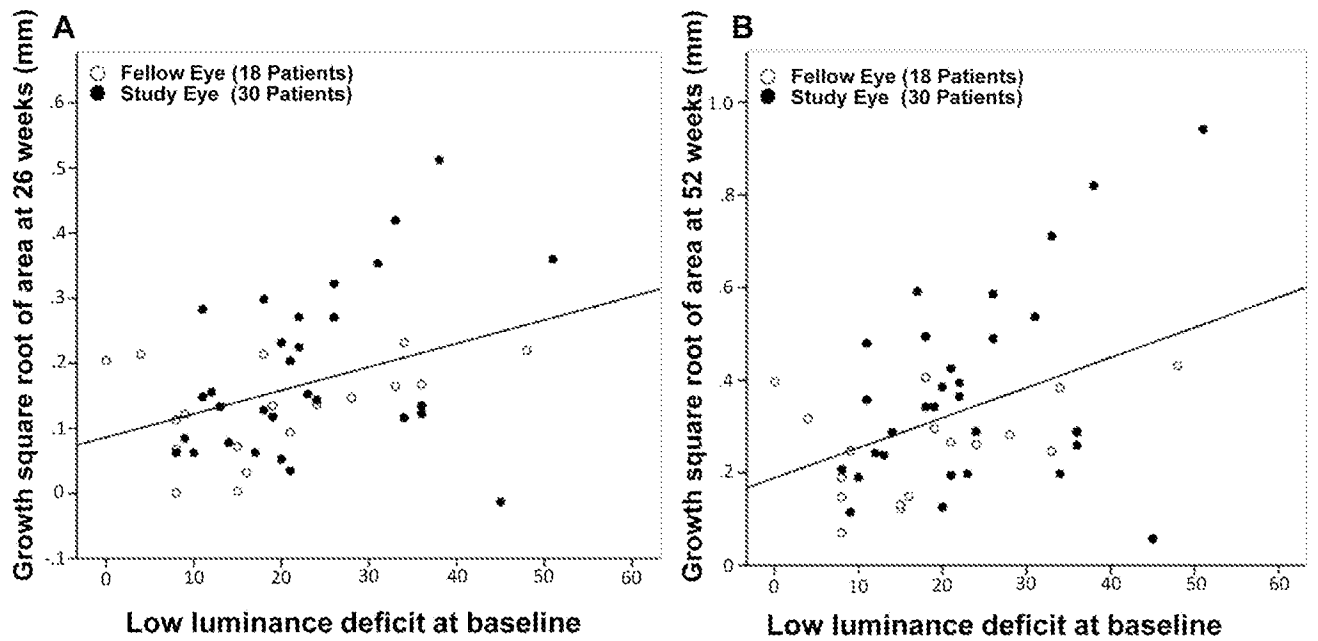 A
Growth square root of area at 26 weeks (mm)
Fellow Eye (18 Patients)
Study Eye (30 Patients)
.6
.5
.4
.3
.2
.1
0
-.1
0 10 20 30 40 50 60
Low luminance deficit at baseline
B
Growth square root of area at 52 weeks (mm)
Fellow Eye (18 Patients)
Study Eye (30 Patients)
1.0
.8
.6
.4
.2
0
0 10 20 30 40 50 60
Low luminance deficit at baseline